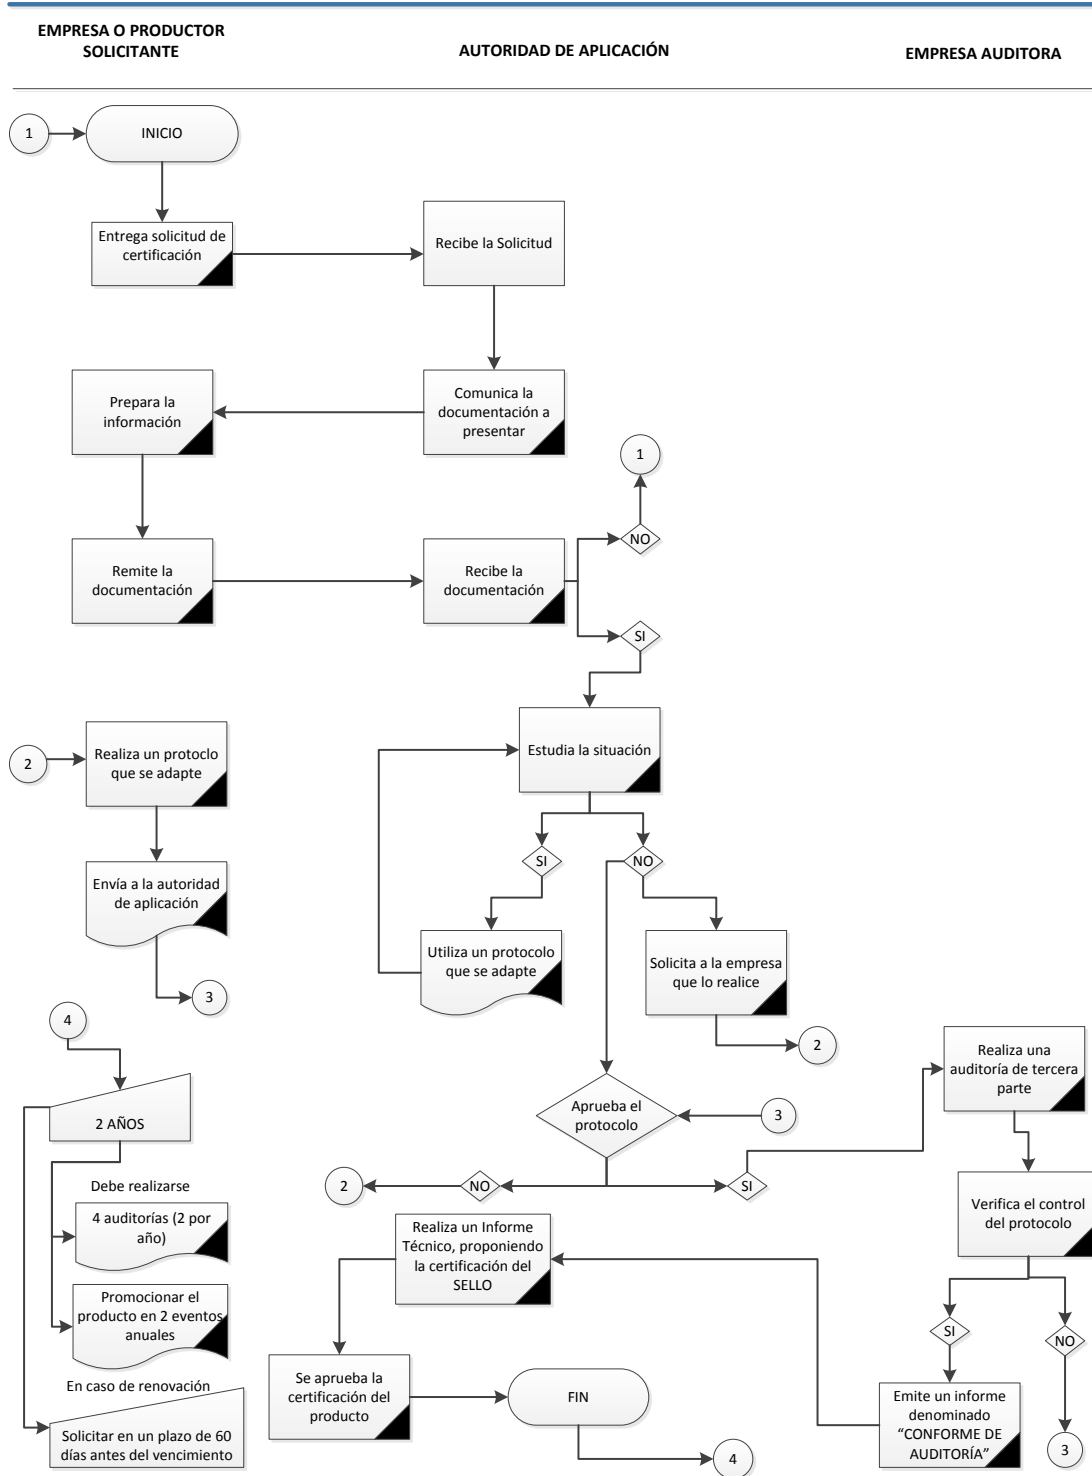 EMPRESA O PRODUCTOR
SOLICITANTE
AUTORIDAD DE APLICACIÓN
EMPRESA AUDITORA
1
INICIO
Entrega solicitud de
certificación
Recibe la Solicitud
Prepara la
información
Comunica la
documentación a
presentar
1
NO
Remite la
documentación
Recibe la
documentación
SI
2
Realiza un protoclo
que se adapte
Estudia la situación
SI
NO
Envía a la autoridad
de aplicación
Utiliza un protocolo
que se adapte
Solicita a la empresa
que lo realice
3
4
2
Realiza una
auditoría de tercera
parte
2 AÑOS
Aprueba el
protocolo
3
2
NO
SI
Debe realizarse
4 auditorías (2 por
año)
Realiza un Informe
Técnico, proponiendo
la certificación del
SELLO
Verifica el control
del protocolo
Promocionar el
producto en 2 eventos
anuales
SI
NO
En caso de renovación
Solicitar en un plazo de 60
días antes del vencimiento
Se aprueba la
certificación del
producto
FIN
Emite un informe
denominado
“CONFORME DE
AUDITORÍA”
4
3